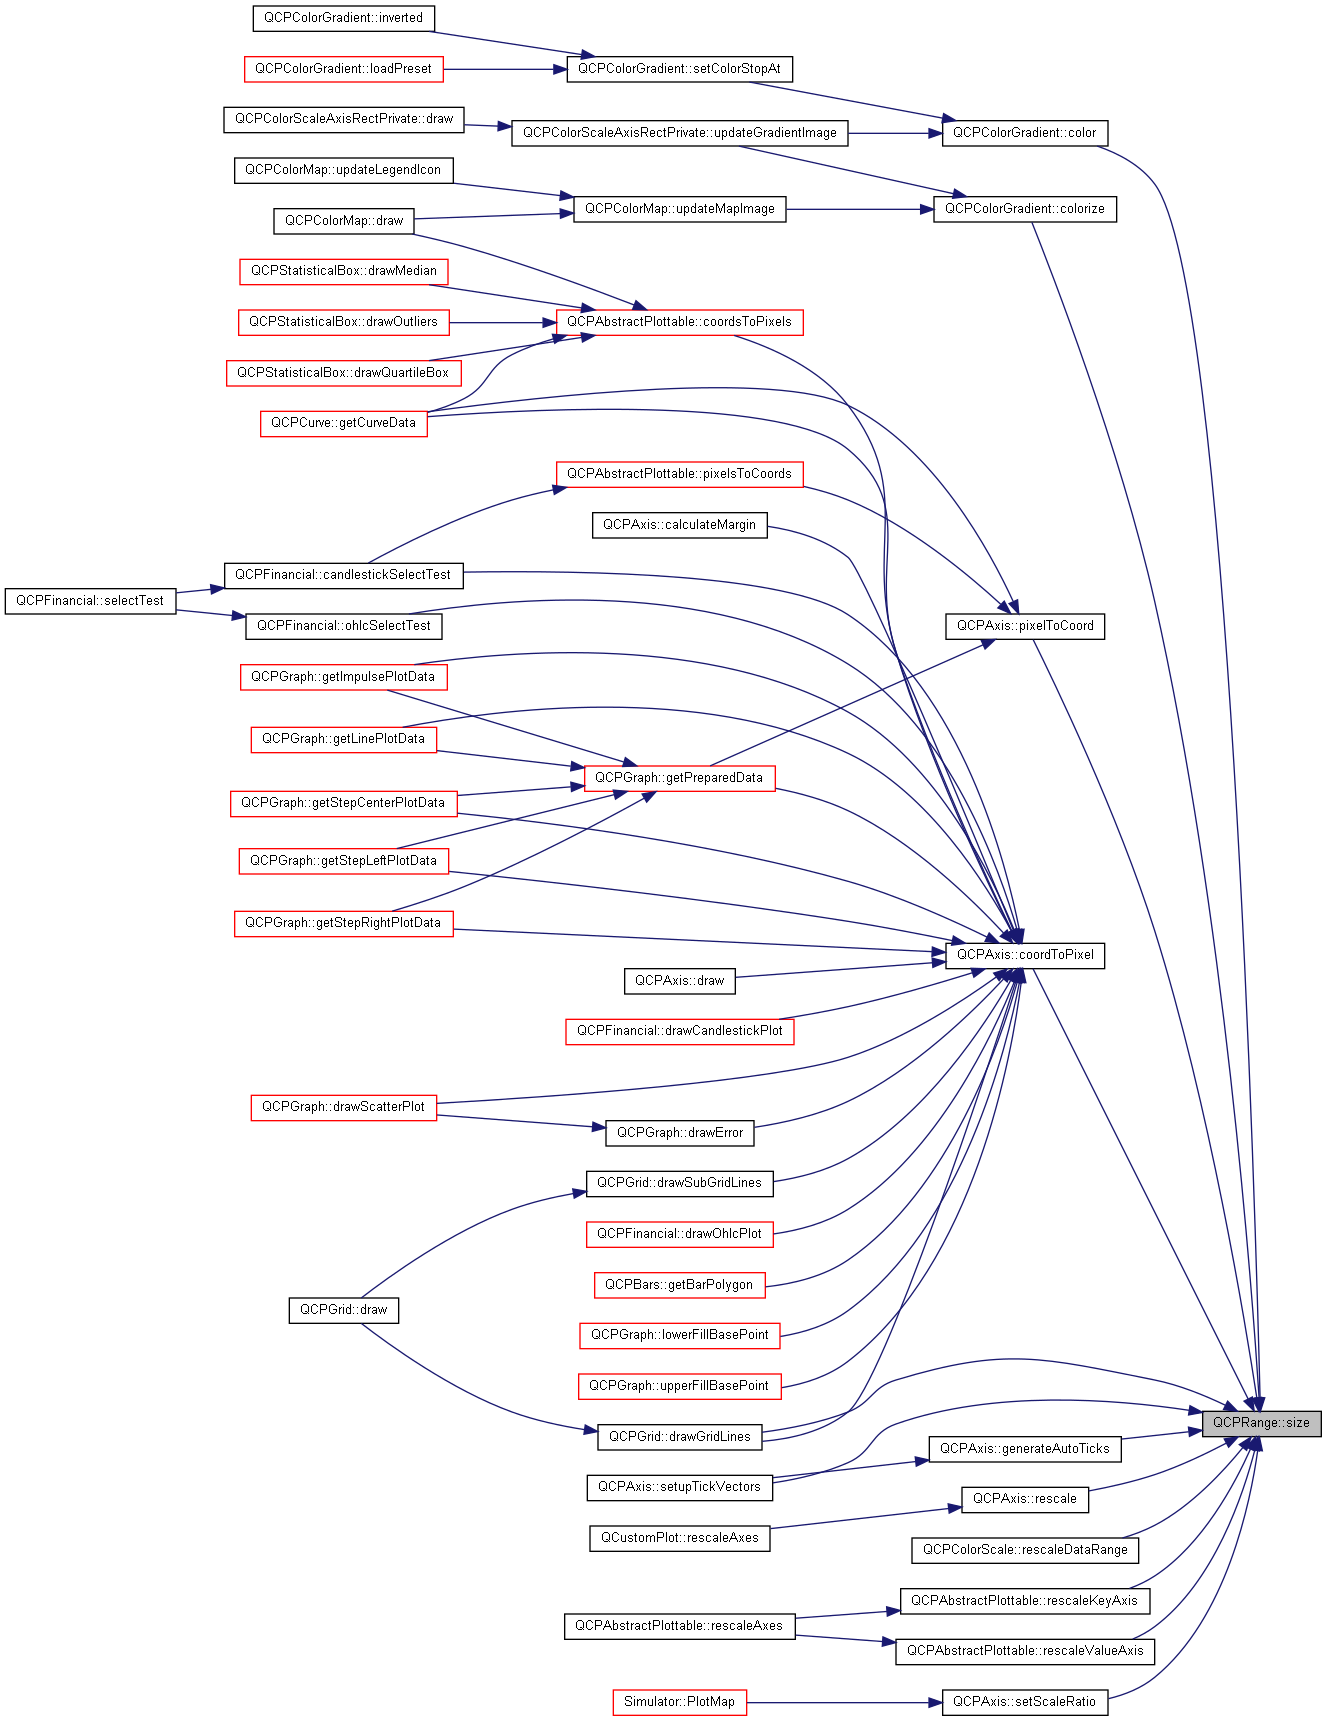 QCPColorGradient::inverted
QCPColorGradient::loadPreset
QCPColorGradient::setColorStopAt
QCPColorScaleAxisRectPrivate::draw
QCPColorScaleAxisRectPrivate::updateGradientImage
QCPColorGradient::color
QCPColorMap::updateLegendIcon
QCPColorMap::draw
QCPColorMap::updateMapImage
QCPColorGradient::colorize
QCPStatisticalBox::drawMedian
QCPStatisticalBox::drawOutliers
QCPAbstractPlottable::coordsToPixels
QCPStatisticalBox::drawQuartileBox
QCPCurve::getCurveData
QCPAbstractPlottable::pixelsToCoords
QCPAxis::calculateMargin
QCPFinancial::candlestickSelectTest
QCPFinancial::selectTest
QCPFinancial::ohlcSelectTest
QCPAxis::pixelToCoord
QCPGraph::getImpulsePlotData
QCPGraph::getLinePlotData
QCPGraph::getPreparedData
QCPGraph::getStepCenterPlotData
QCPGraph::getStepLeftPlotData
QCPGraph::getStepRightPlotData
QCPAxis::coordToPixel
QCPAxis::draw
QCPFinancial::drawCandlestickPlot
QCPGraph::drawScatterPlot
QCPGraph::drawError
QCPGrid::drawSubGridLines
QCPFinancial::drawOhlcPlot
QCPBars::getBarPolygon
QCPGrid::draw
QCPGraph::lowerFillBasePoint
QCPGraph::upperFillBasePoint
QCPRange::size
QCPGrid::drawGridLines
QCPAxis::generateAutoTicks
QCPAxis::setupTickVectors
QCPAxis::rescale
QCustomPlot::rescaleAxes
QCPColorScale::rescaleDataRange
QCPAbstractPlottable::rescaleKeyAxis
QCPAbstractPlottable::rescaleAxes
QCPAbstractPlottable::rescaleValueAxis
Simulator::PlotMap
QCPAxis::setScaleRatio